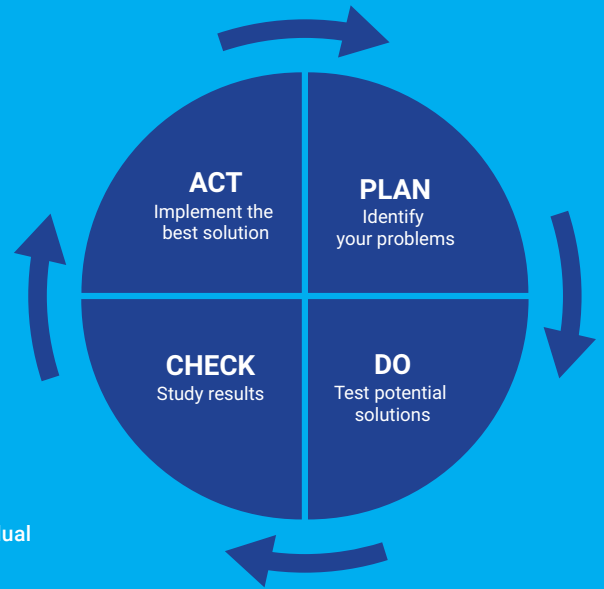 ACT
Implement the
best solution
PLAN
Identify
your problems
CHECK
Study results
DO
Test potential
solutions